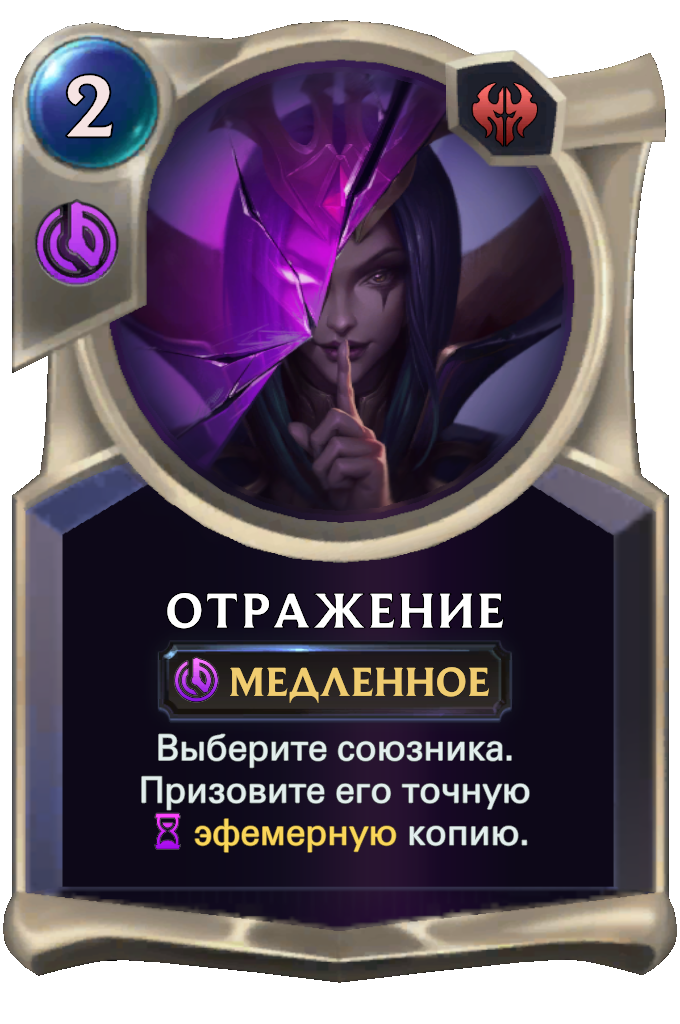 2
ОТРАЖЕНИЕ
МЕДЛЕННОЕ
Выберите союзника.
Призовите его точную
эфемерную копию.